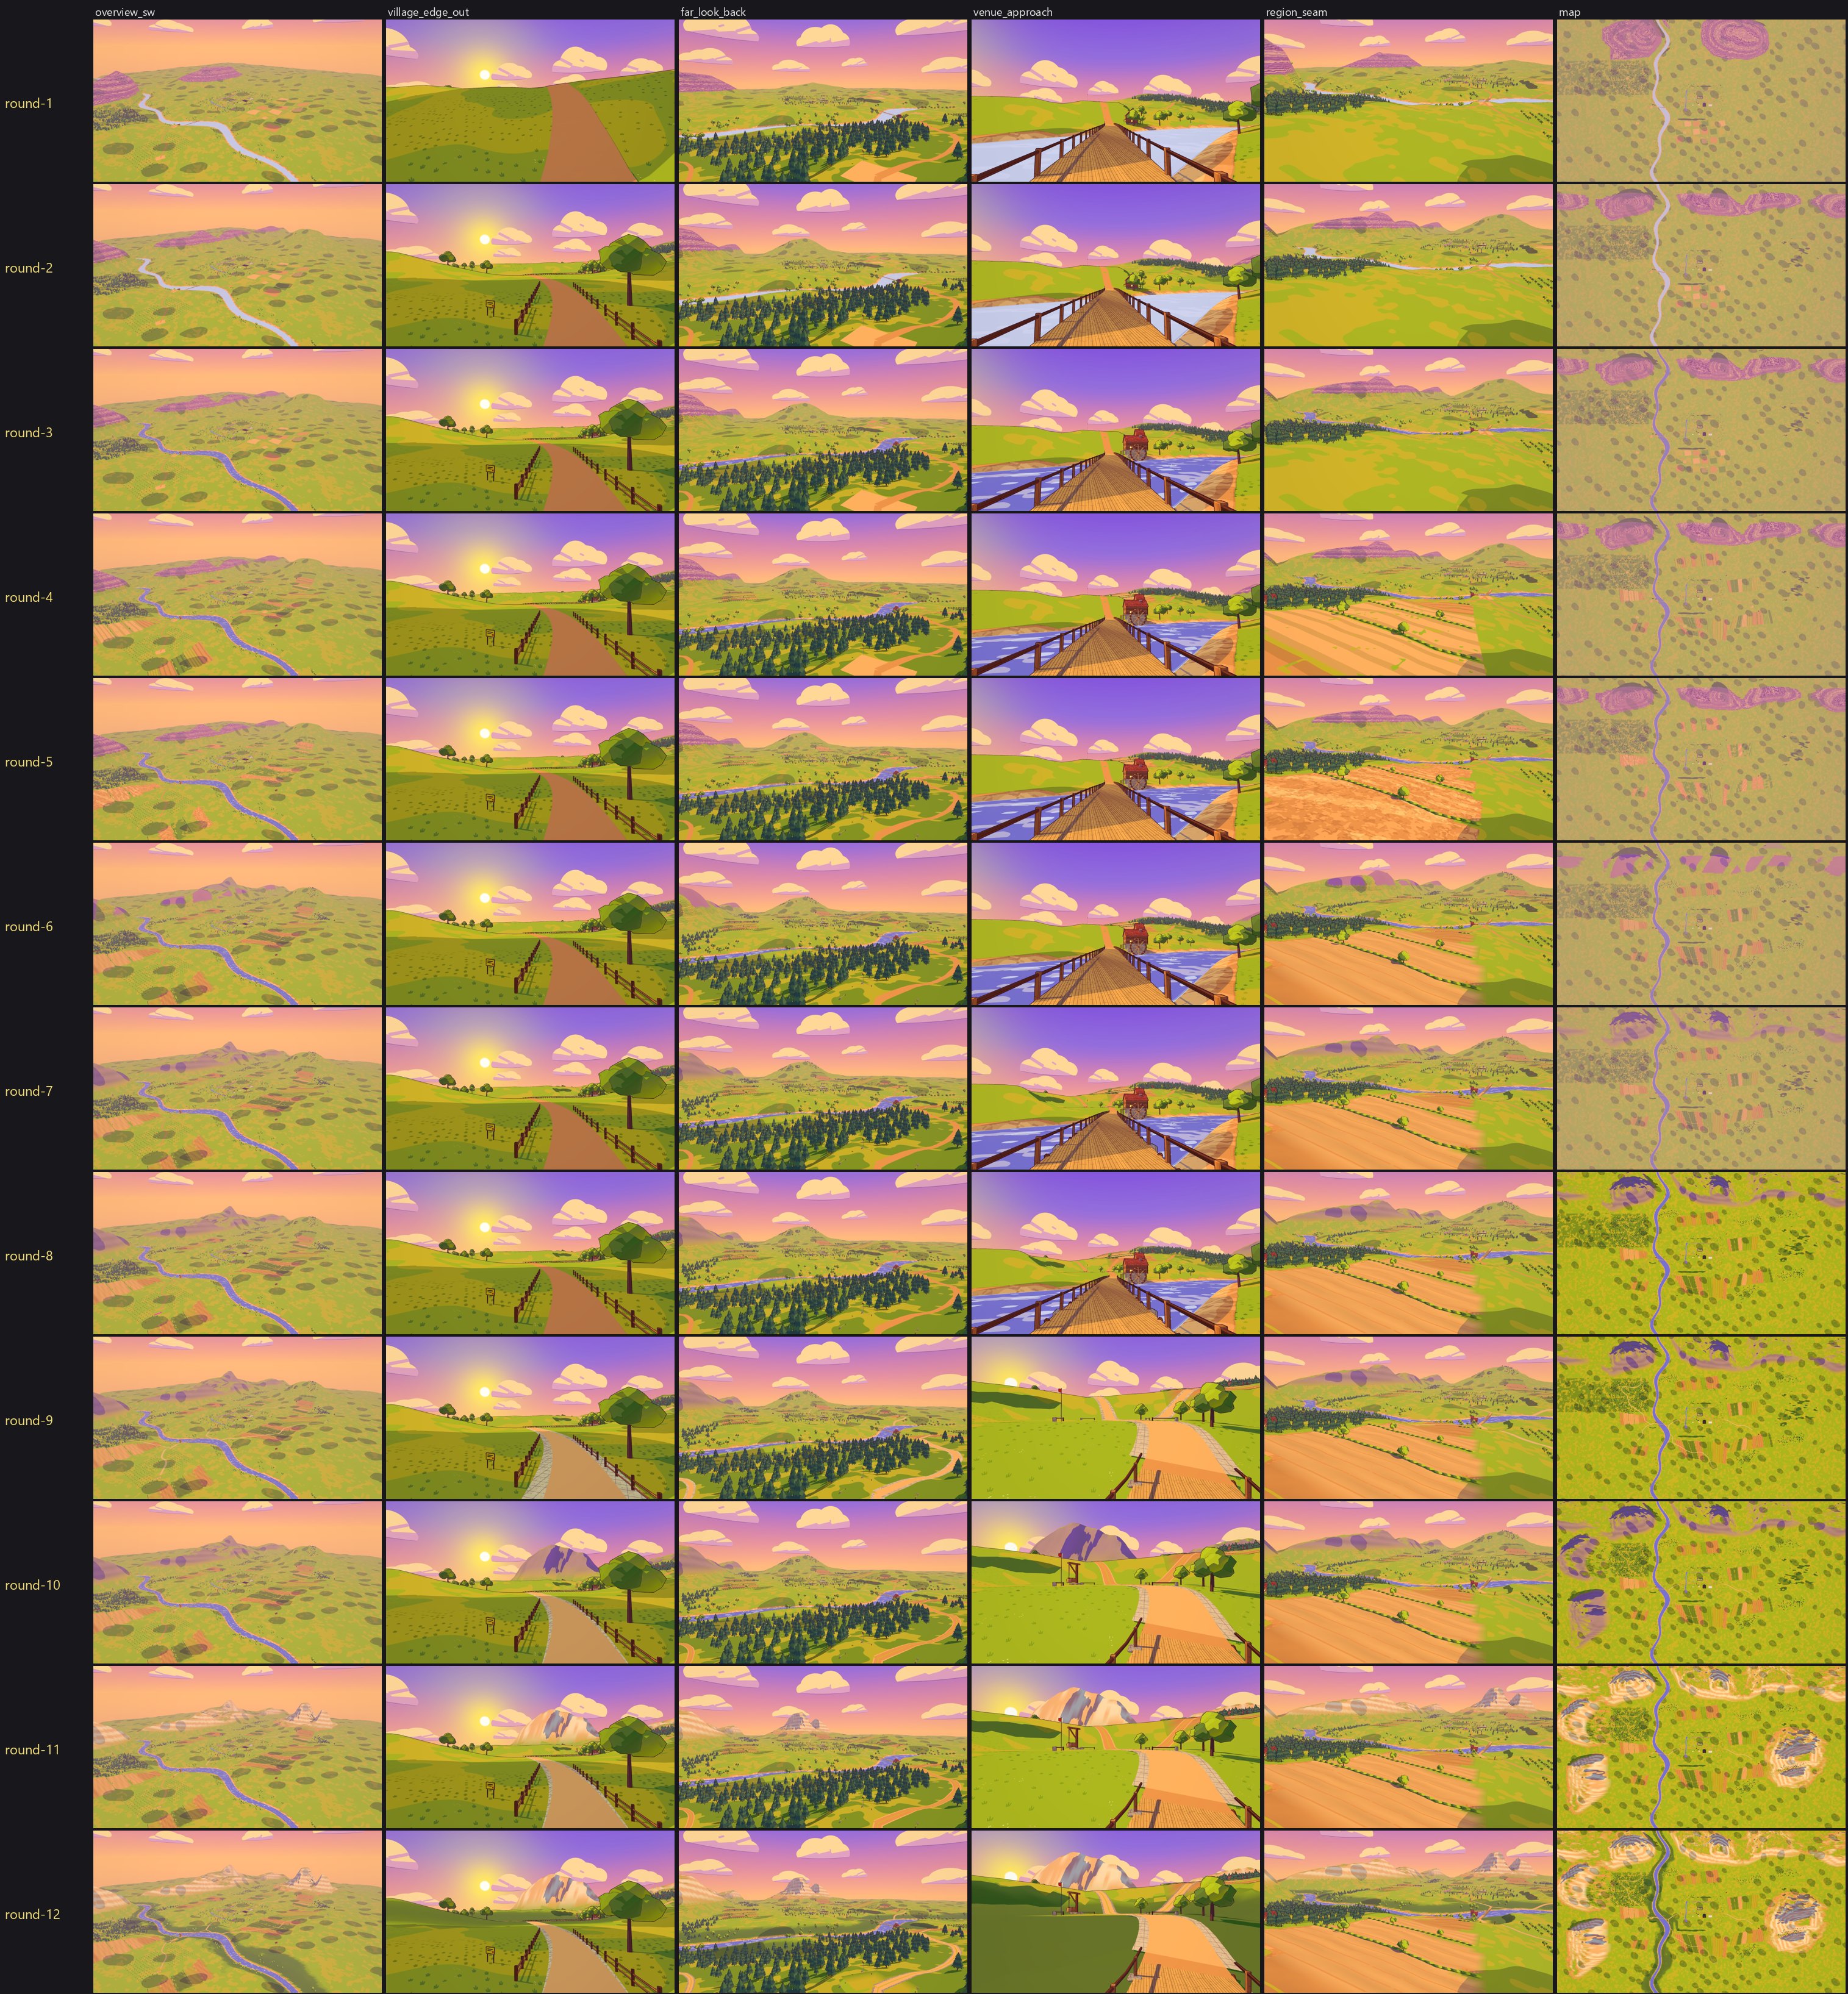 overview_sw village_edge_out far_look_back venue_approach region_seam map
round-1
round-2
round-3
round-4
round-5
round-6
round-7
round-8
round-9
round-10
round-11
round-12